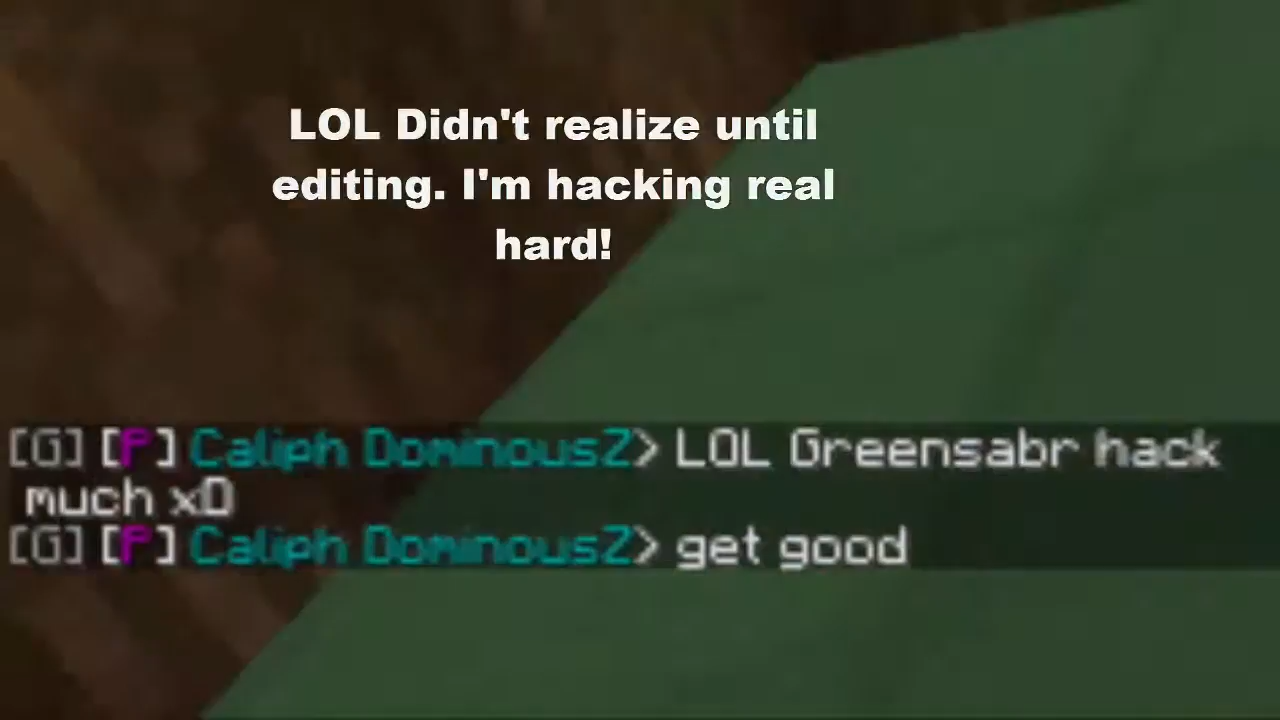 LOL Didn't realize until
editing. I'm hacking real
hard!
[G] [P] Caliph DominousZ> LOL Greensabr hack
much xD
[G] [P] Caliph DominousZ> get good